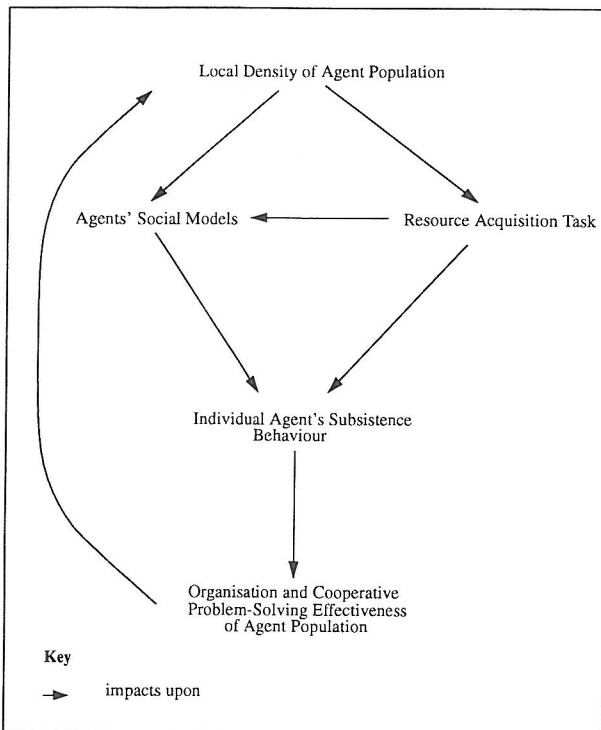 Local Density of Agent Population
Agents' Social Models
Resource Acquisition Task
Individual Agent's Subsistence
Behaviour
Organisation and Cooperative
Problem-Solving Effectiveness
of Agent Population
Key
impacts upon